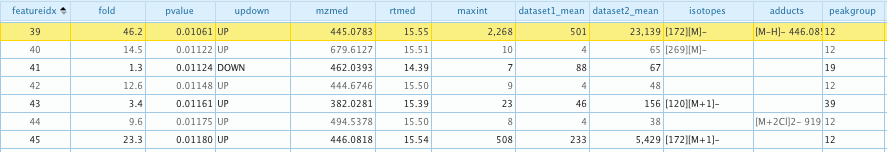 featureidx fold pvalue updown mzmed rtmed maxint dataset1_mean dataset2_mean isotopes adducts peakgroup
39 46.2 0.01061 UP 445.0783 15.55 2,268 501 23,139 [172][M]- [M-H]- 446.085 12
40 14.5 0.01122 UP 679.6127 15.51 10 4 65 [269][M]- 12
41 1.3 0.01124 DOWN 462.0393 14.39 7 88 67 19
42 12.6 0.01148 UP 444.6746 15.50 9 4 48 12
43 3.4 0.01161 UP 382.0281 15.39 23 46 156 [120][M+1]- 39
44 9.6 0.01175 UP 494.5378 15.50 8 4 38 [M+2Cl]2- 919 12
45 23.3 0.01180 UP 446.0818 15.54 508 233 5,429 [172][M+1]- 12